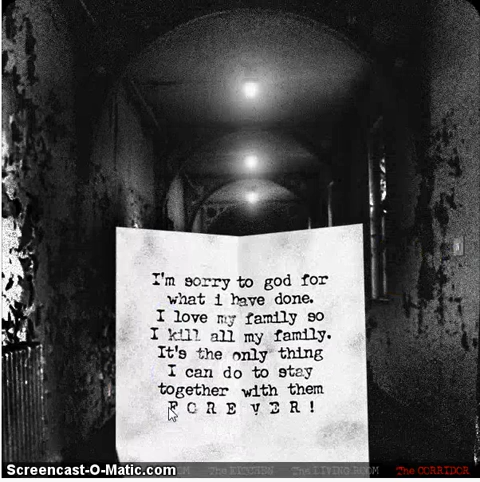 I'm sorry to god for
what i have done.
I love my family so
I kill all my family.
It's the only thing
I can do to stay
together with them
F O R E V E R !
The KITCHEN The LIVING ROOM The CORRIDOR
Screencast-O-Matic.com